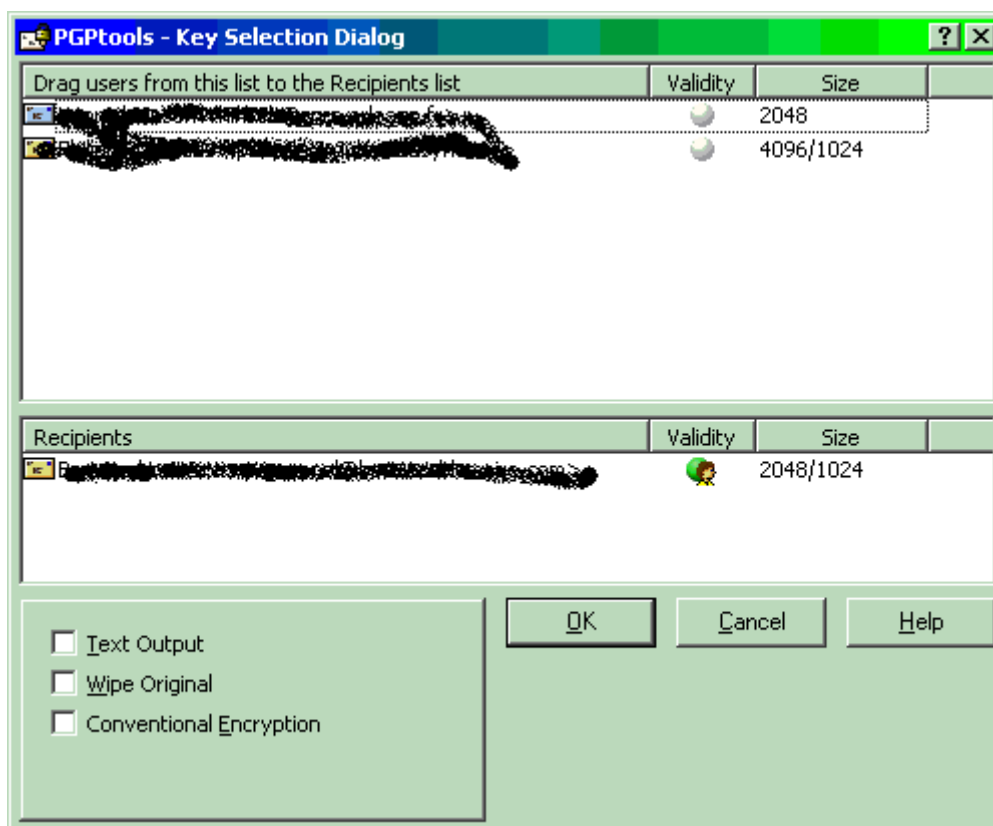 PGPtools - Key Selection Dialog
Drag users from this list to the Recipients list Validity Size
2048
4096/1024
Recipients Validity Size
2048/1024
Text Output
Wipe Original
Conventional Encryption
OK Cancel Help